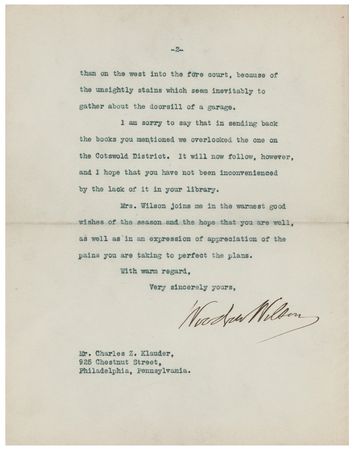 -2-
than on the west into the fore court, because of
the unsightly stains which seem inevitably to
gather about the doorsill of a garage.
I am sorry to say that in sending back
the books you mentioned we overlooked the one on
the Cotswold District. It will now follow, however,
and I hope that you have not been inconvenienced
by the lack of it in your library.
Mrs. Wilson joins me in the warmest good
wishes of the season and the hope that you are well,
as well as in an expression of appreciation of the
pains you are taking to perfect the plans.
With warm regard,
Very sincerely yours,
Woodrow Wilson
Mr. Charles Z. Klauder,
925 Chestnut Street,
Philadelphia, Pennsylvania.